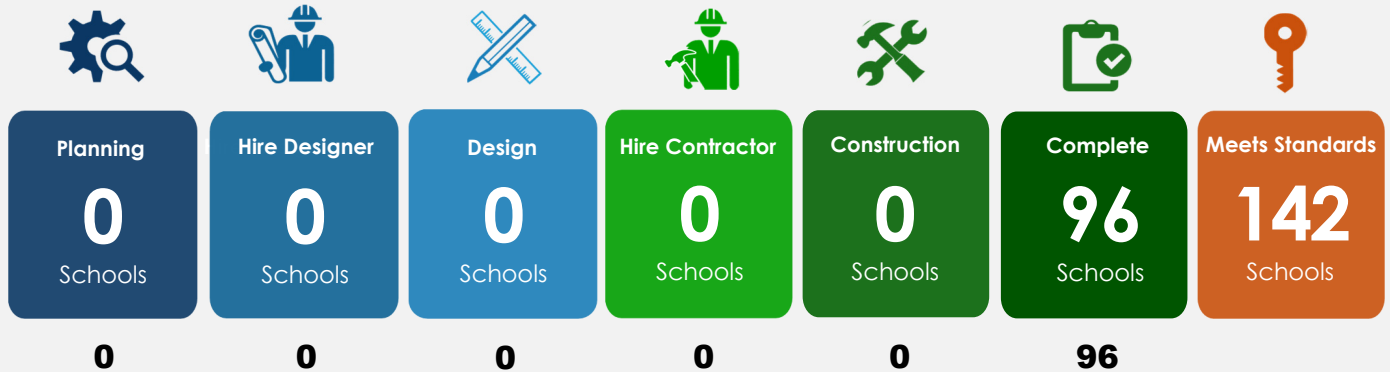 Planning
0
Schools
Hire Designer
0
Schools
Design
0
Schools
Hire Contractor
0
Schools
Construction
0
Schools
Complete
96
Schools
Meets Standards
142
Schools
0
0
0
0
0
96